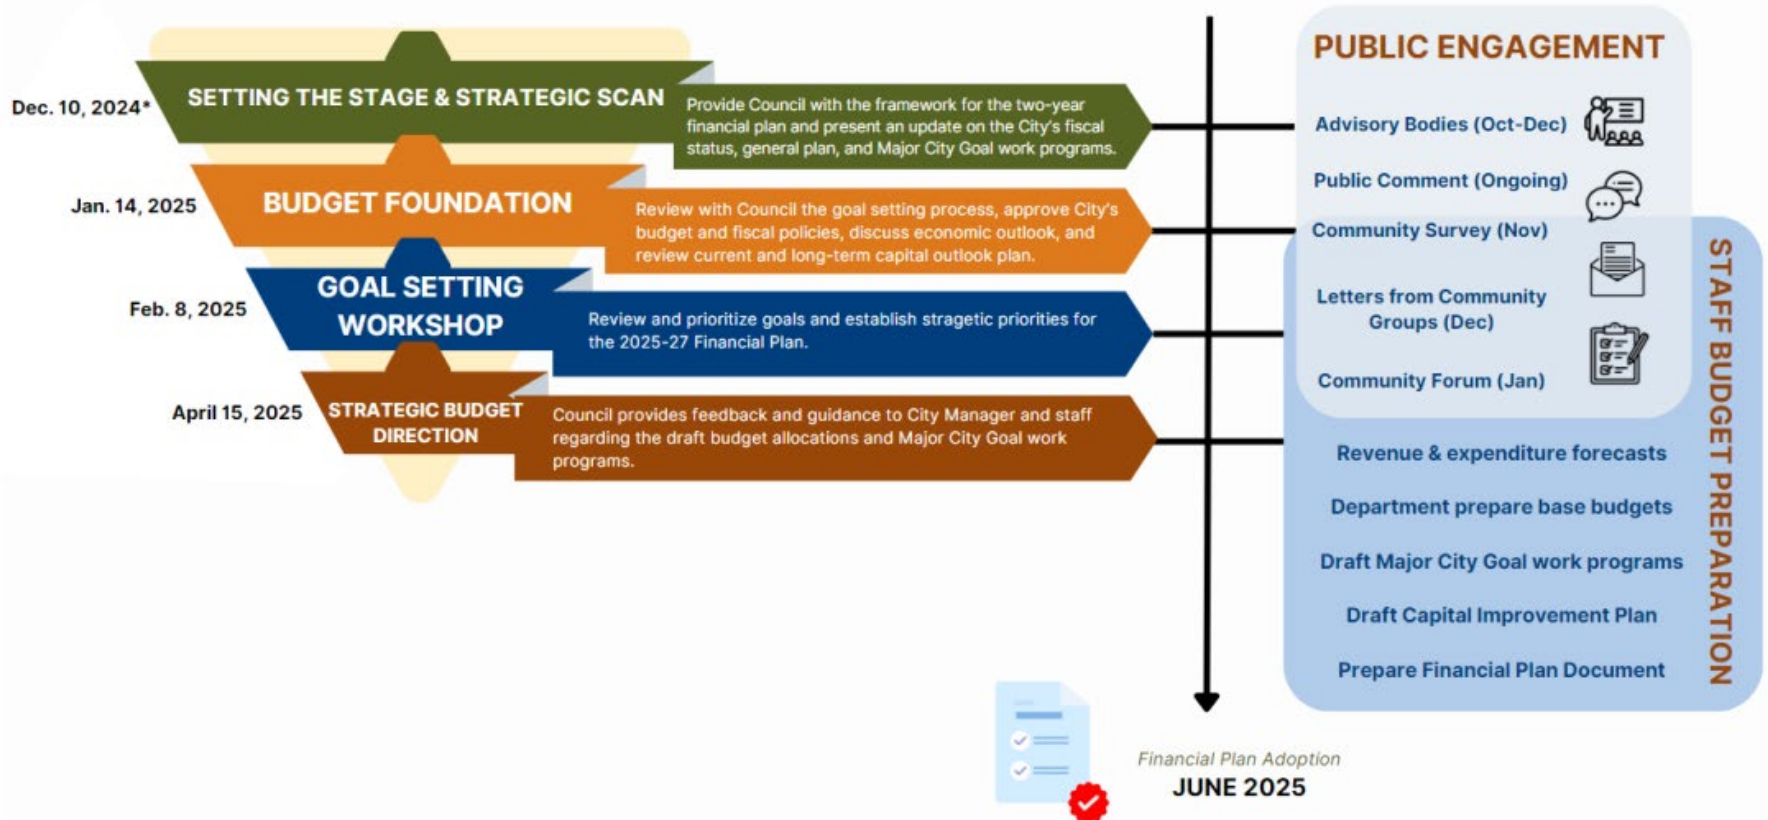 Dec. 10, 2024*
SETTING THE STAGE & STRATEGIC SCAN
Provide Council with the framework for the two-year
financial plan and present an update on the City's fiscal
status, general plan, and Major City Goal work programs.
Jan. 14, 2025
BUDGET FOUNDATION
Review with Council the goal setting process, approve City's
budget and fiscal policies, discuss economic outlook, and
review current and long-term capital outlook plan.
Feb. 8, 2025
GOAL SETTING
WORKSHOP
Review and prioritize goals and establish stragetic priorities for
the 2025-27 Financial Plan.
April 15, 2025
STRATEGIC BUDGET
DIRECTION
Council provides feedback and guidance to City Manager and staff
regarding the draft budget allocations and Major City Goal work
programs.
PUBLIC ENGAGEMENT
Advisory Bodies (Oct-Dec)
Public Comment (Ongoing)
Community Survey (Nov)
Letters from Community
Groups (Dec)
Community Forum (Jan)
STAFF BUDGET PREPARATION
Revenue & expenditure forecasts
Department prepare base budgets
Draft Major City Goal work programs
Draft Capital Improvement Plan
Prepare Financial Plan Document
Financial Plan Adoption
JUNE 2025